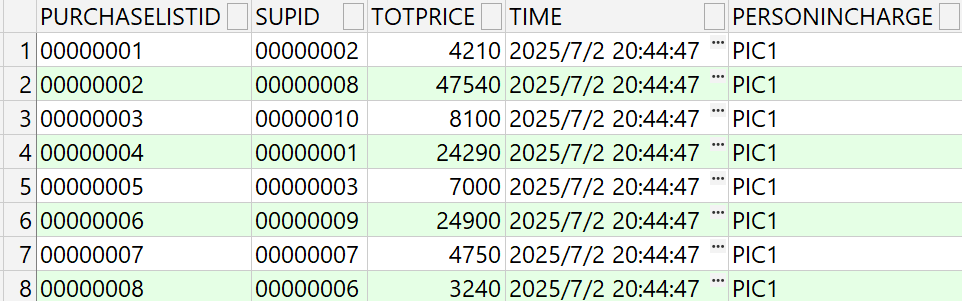 PURCHASELISTID SUPID TOTPRICE TIME PERSONINCHARGE
1 00000001 00000002 4210 2025/7/2 20:44:47 ... PIC1
2 00000002 00000008 47540 2025/7/2 20:44:47 ... PIC1
3 00000003 00000010 8100 2025/7/2 20:44:47 ... PIC1
4 00000004 00000001 24290 2025/7/2 20:44:47 ... PIC1
5 00000005 00000003 7000 2025/7/2 20:44:47 ... PIC1
6 00000006 00000009 24900 2025/7/2 20:44:47 ... PIC1
7 00000007 00000007 4750 2025/7/2 20:44:47 ... PIC1
8 00000008 00000006 3240 2025/7/2 20:44:47 ... PIC1